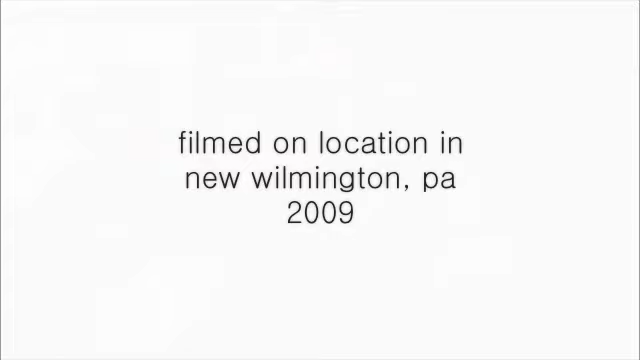 filmed on location in
new wilmington, pa
2009